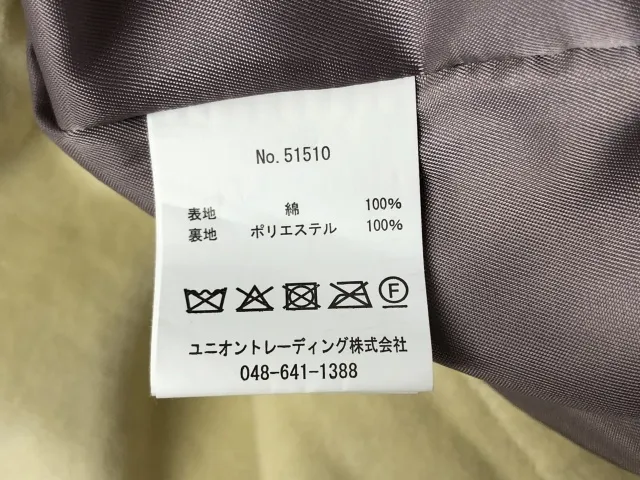 No.51510
表地 綿 100%
裏地 ポリエステル 100%
F
ユニオントレーディング株式会社
048-641-1388